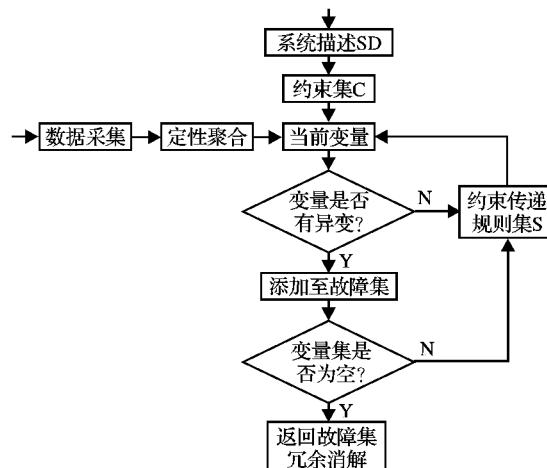 系统描述SD
约束集C
数据采集
定性聚合
当前变量
变量是否
有异变?
N
约束传递
规则集S
Y
添加至故障集
变量集是
否为空?
N
Y
返回故障集
冗余消解